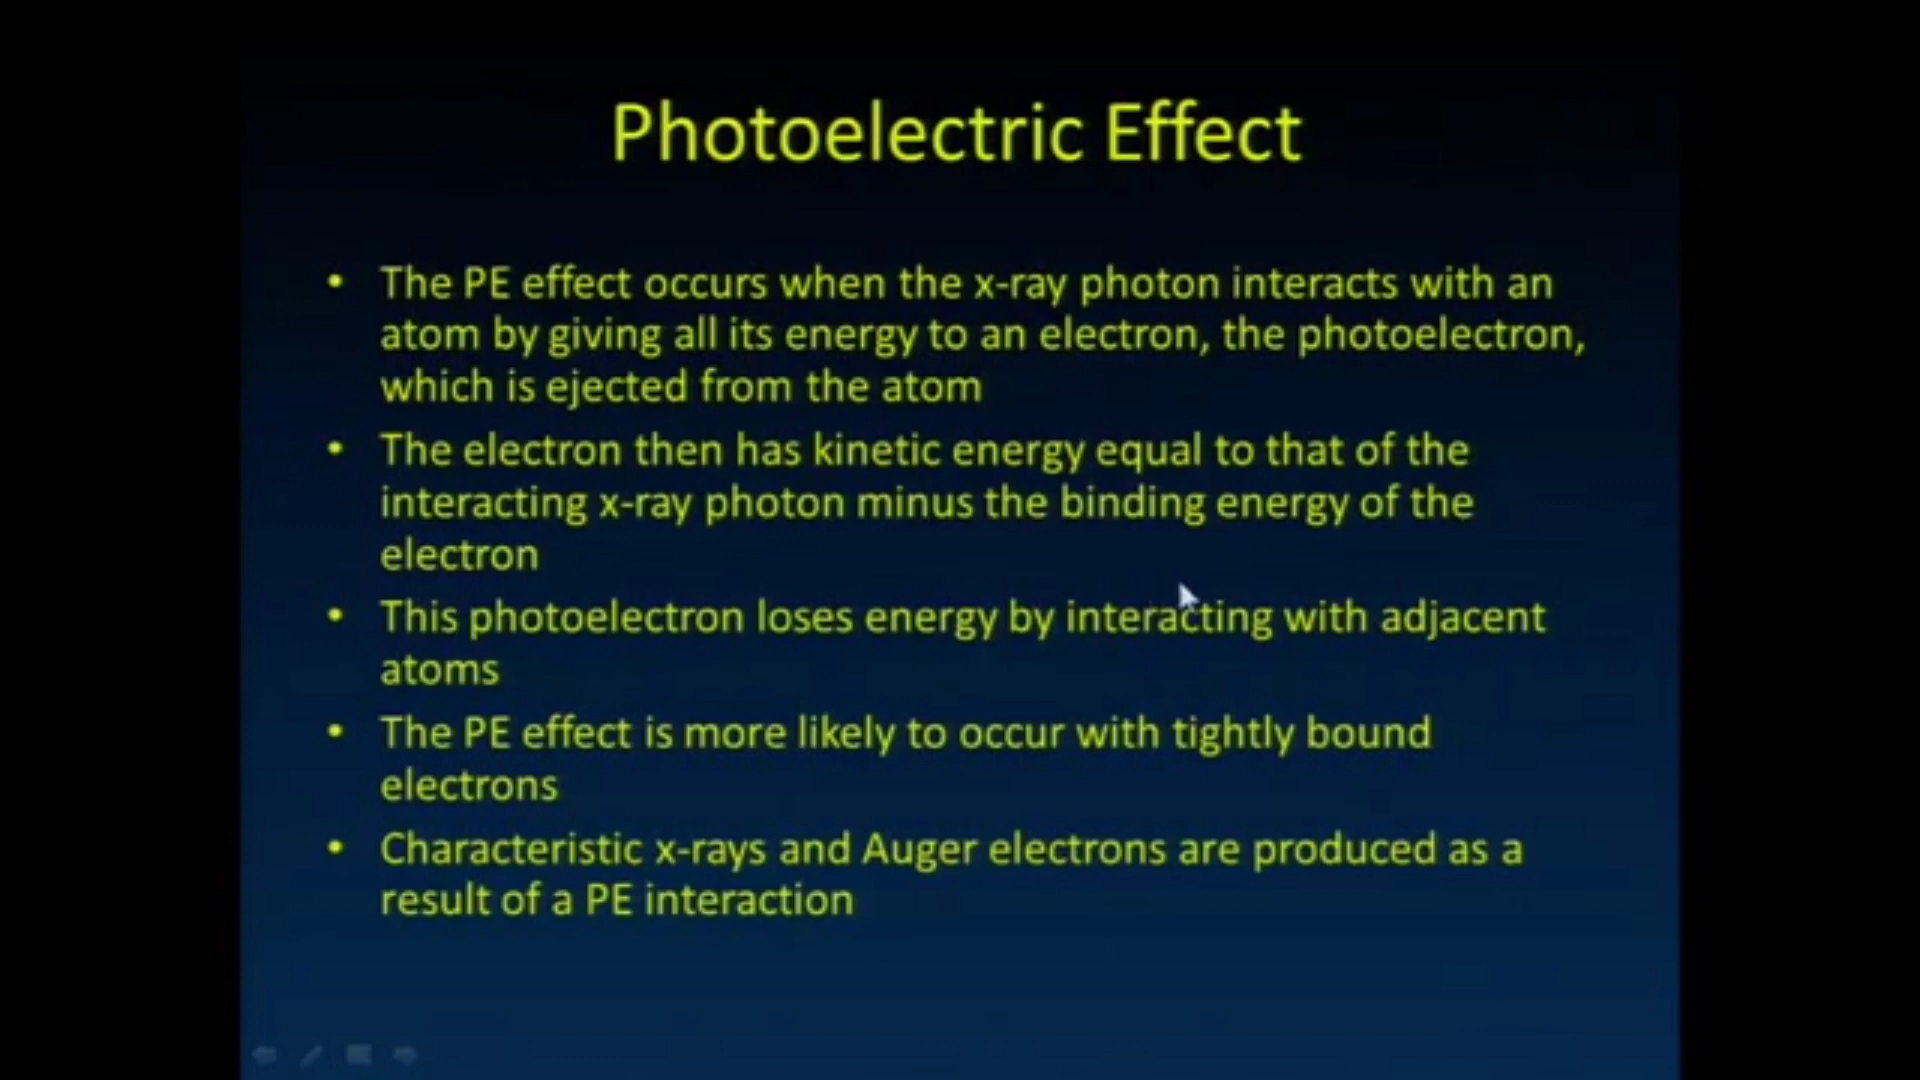 Photoelectric Effect
• The PE effect occurs when the x-ray photon interacts with an
atom by giving all its energy to an electron, the photoelectron,
which is ejected from the atom
• The electron then has kinetic energy equal to that of the
interacting x-ray photon minus the binding energy of the
electron
• This photoelectron loses energy by interacting with adjacent
atoms
• The PE effect is more likely to occur with tightly bound
electrons
• Characteristic x-rays and Auger electrons are produced as a
result of a PE interaction